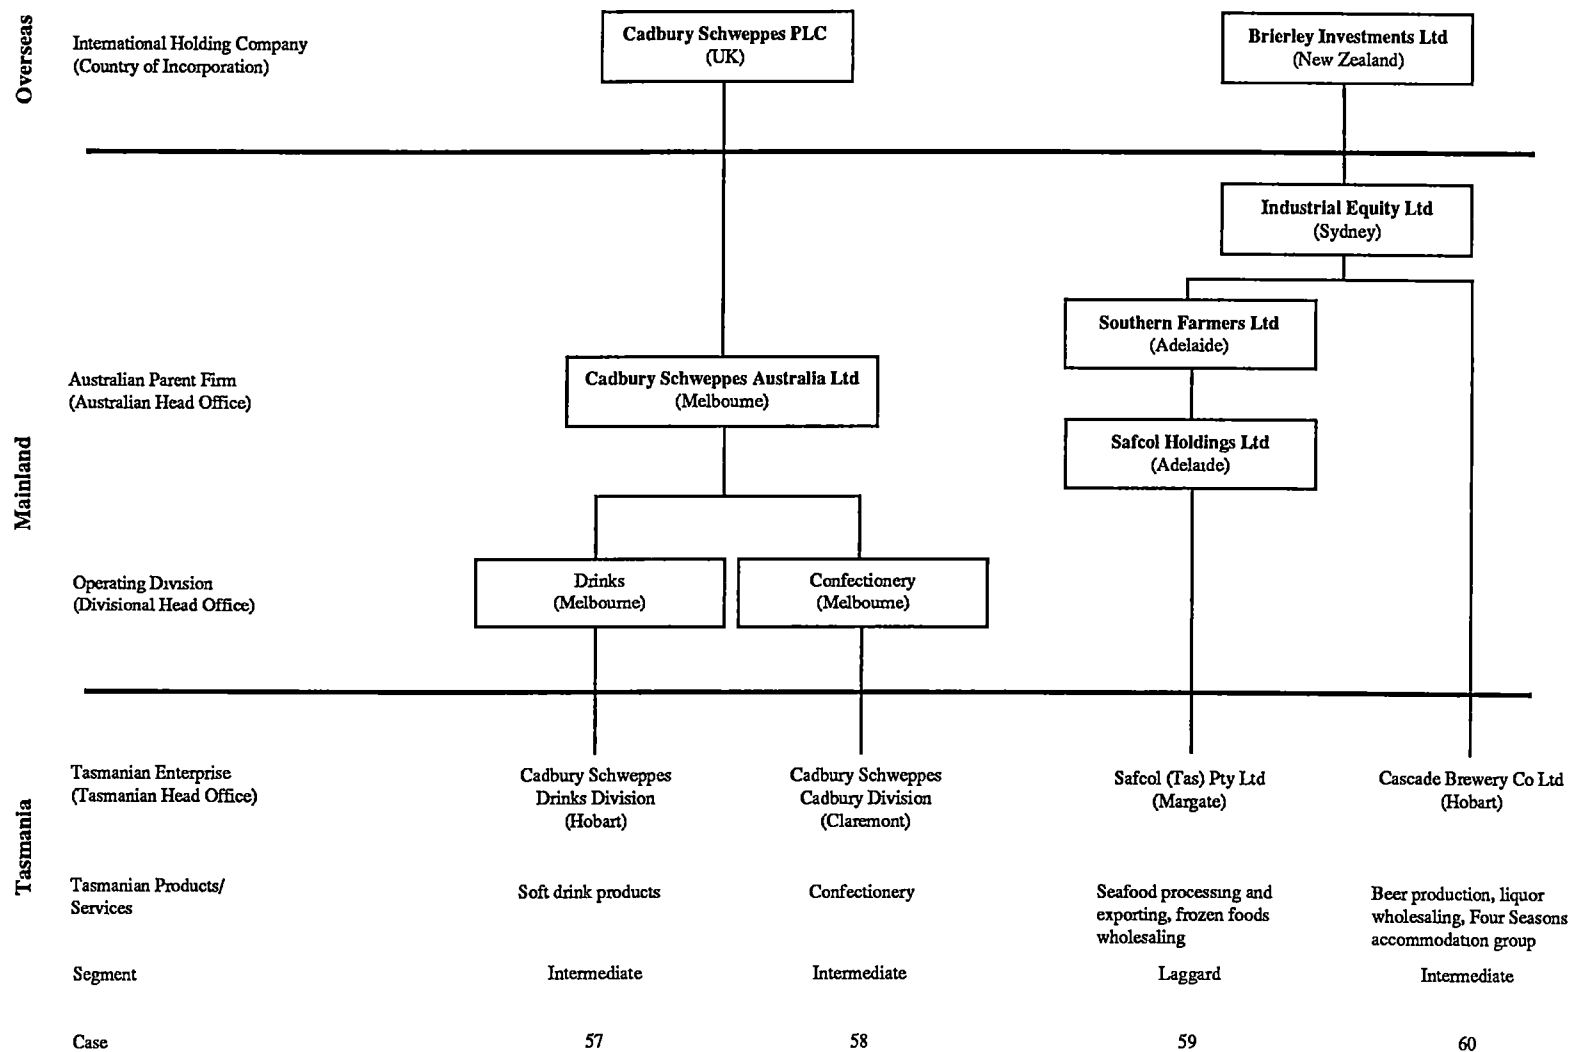 Overseas
International Holding Company
(Country of Incorporation)
Cadbury Schweppes PLC
(UK)
Brierley Investments Ltd
(New Zealand)
Mainland
Industrial Equity Ltd
(Sydney)
Southern Farmers Ltd
(Adelaide)
Australian Parent Firm
(Australian Head Office)
Cadbury Schweppes Australia Ltd
(Melbourne)
Safcol Holdings Ltd
(Adelaide)
Operating Division
(Divisional Head Office)
Drinks
(Melbourne)
Confectionery
(Melbourne)
Tasmania
Tasmanian Enterprise
(Tasmanian Head Office)
Cadbury Schweppes
Drinks Division
(Hobart)
Cadbury Schweppes
Cadbury Division
(Claremont)
Safcol (Tas) Pty Ltd
(Margate)
Cascade Brewery Co Ltd
(Hobart)
Tasmanian Products/
Services
Soft drink products
Confectionery
Seafood processing and
exporting, frozen foods
wholesaling
Beer production, liquor
wholesaling, Four Seasons
accommodation group
Segment
Intermediate
Intermediate
Laggard
Intermediate
Case
57
58
59
60